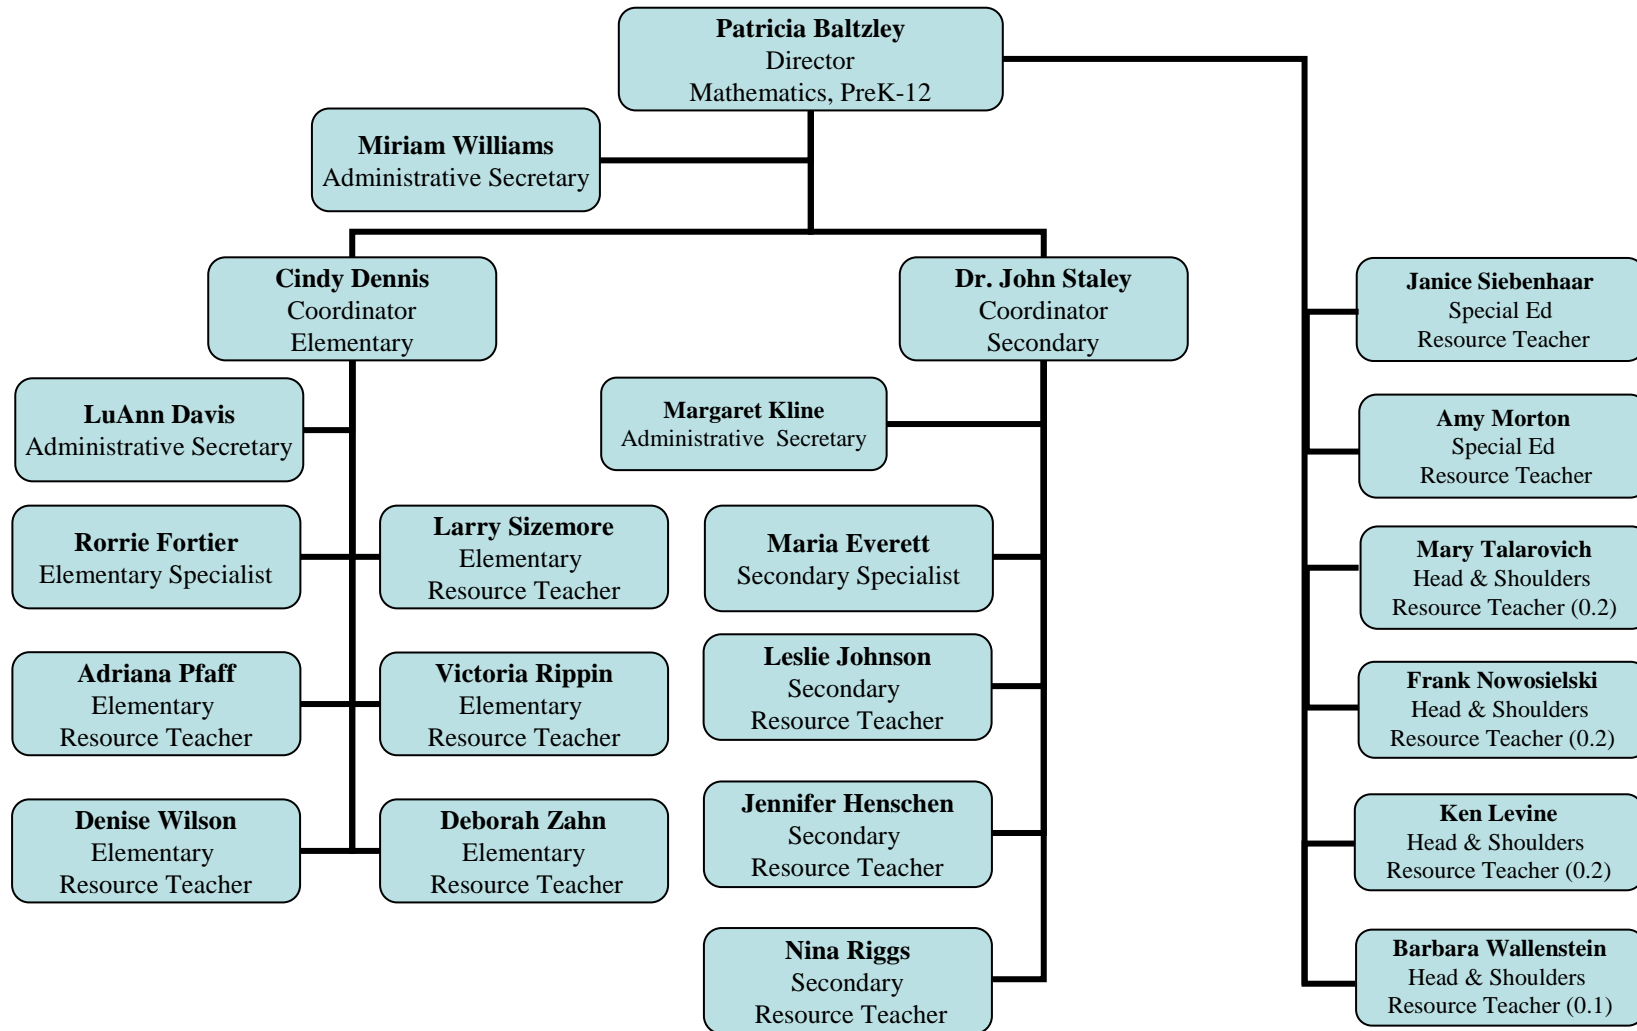 Patricia Baltzley
Director
Mathematics, PreK-12
Miriam Williams
Administrative Secretary
Cindy Dennis
Coordinator
Elementary
Dr. John Staley
Coordinator
Secondary
LuAnn Davis
Administrative Secretary
Rorrie Fortier
Elementary Specialist
Larry Sizemore
Elementary
Resource Teacher
Adriana Pfaff
Elementary
Resource Teacher
Victoria Rippin
Elementary
Resource Teacher
Denise Wilson
Elementary
Resource Teacher
Deborah Zahn
Elementary
Resource Teacher
Margaret Kline
Administrative Secretary
Maria Everett
Secondary Specialist
Leslie Johnson
Secondary
Resource Teacher
Jennifer Henschen
Secondary
Resource Teacher
Nina Riggs
Secondary
Resource Teacher
Janice Siebenhaar
Special Ed
Resource Teacher
Amy Morton
Special Ed
Resource Teacher
Mary Talarovich
Head & Shoulders
Resource Teacher (0.2)
Frank Nowosielski
Head & Shoulders
Resource Teacher (0.2)
Ken Levine
Head & Shoulders
Resource Teacher (0.2)
Barbara Wallenstein
Head & Shoulders
Resource Teacher (0.1)